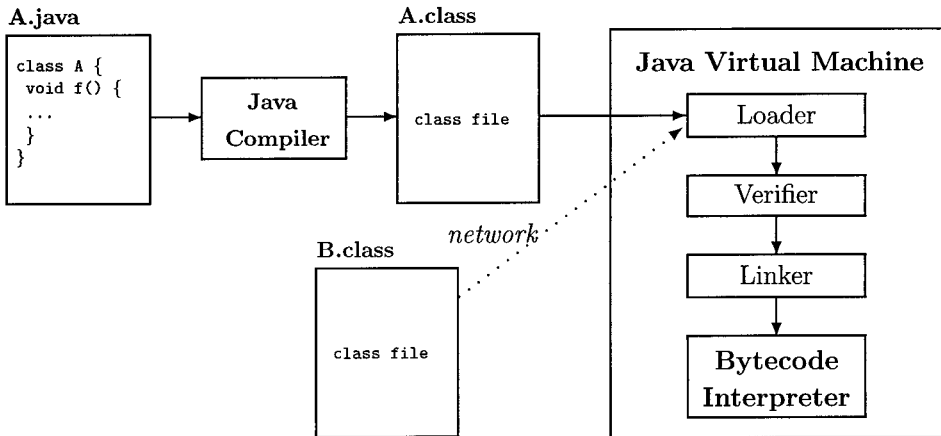 A.java
class A {
void f() {
...
}
}
Java
Compiler
A.class
class file
network
B.class
class file
Java Virtual Machine
Loader
Verifier
Linker
Bytecode
Interpreter